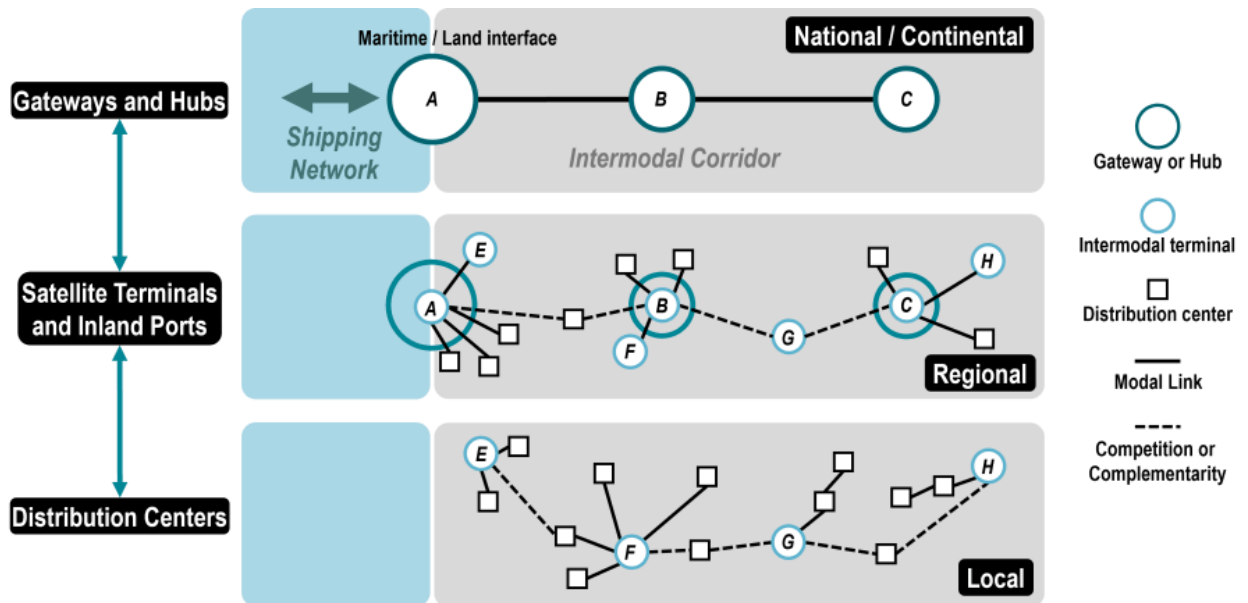 Maritime / Land interface
National / Continental
Gateways and Hubs
A
B
C
Shipping
Network
Intermodal Corridor
Gateway or Hub
Intermodal terminal
Distribution center
Modal Link
Competition or
Complementarity
Satellite Terminals
and Inland Ports
E
H
A
B
C
F
G
Regional
Distribution Centers
E
H
F
G
Local